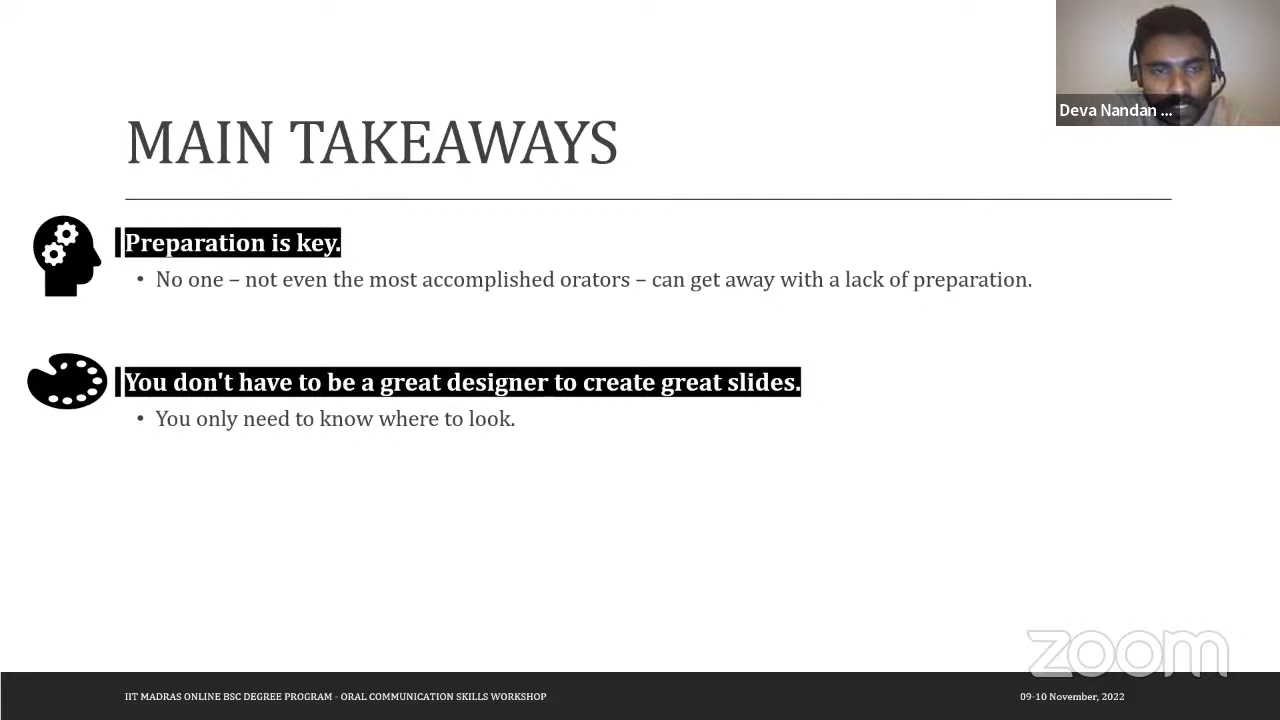 Deva Nandan ...
MAIN TAKEAWAYS
Preparation is key.
• No one – not even the most accomplished orators – can get away with a lack of preparation.
You don't have to be a great designer to create great slides.
• You only need to know where to look.
zoom
IIT MADRAS ONLINE BSC DEGREE PROGRAM - ORAL COMMUNICATION SKILLS WORKSHOP
09-10 November, 2022